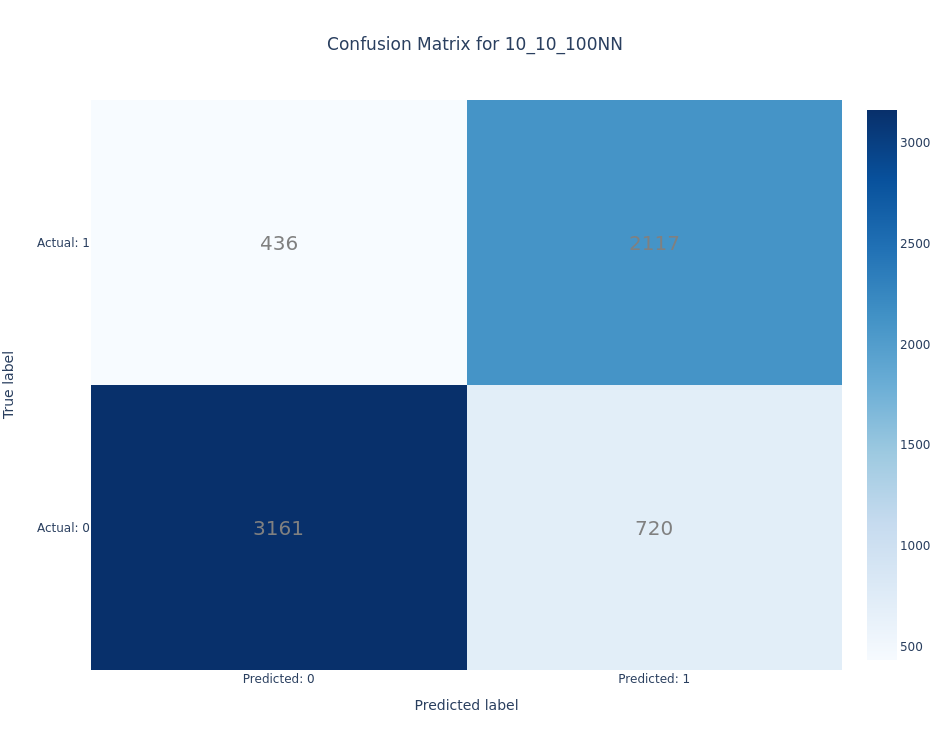 Confusion Matrix for 10_10_100NN
Actual: 1
436
2117
3000
2500
2000
1500
1000
500
True label
Actual: 0
3161
720
Predicted: 0
Predicted: 1
Predicted label